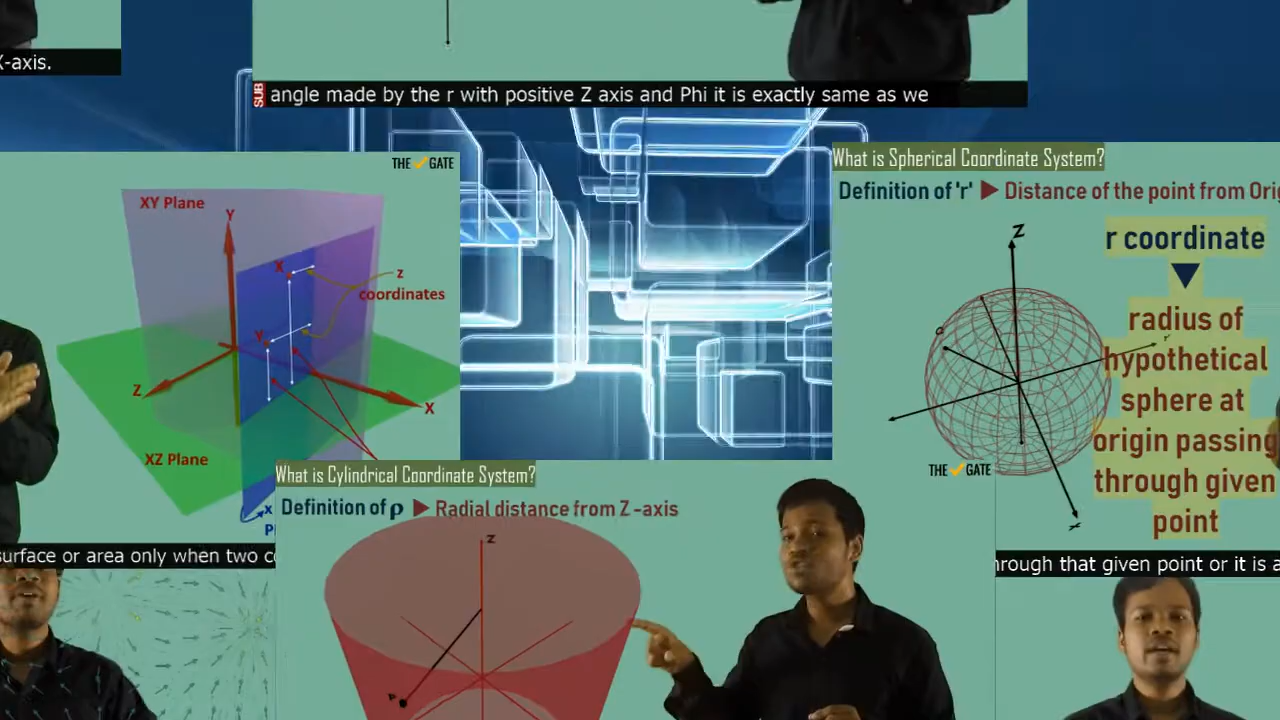 X-axis.
SUB angle made by the r with positive Z axis and Phi it is exactly same as we
THE GATE
XY Plane
Y
X
z
coordinates
Y
Z
X
XZ Plane
surface or area only when two
What is Spherical Coordinate System?
Definition of 'r' ▶ Distance of the point from
Z
r coordinate
radius of
hypothetical
sphere at
origin passing
through given
point
THE GATE
through that given point or it is
What is Cylindrical Coordinate System?
Definition of ρ ▶ Radial distance from Z-axis
Z
P